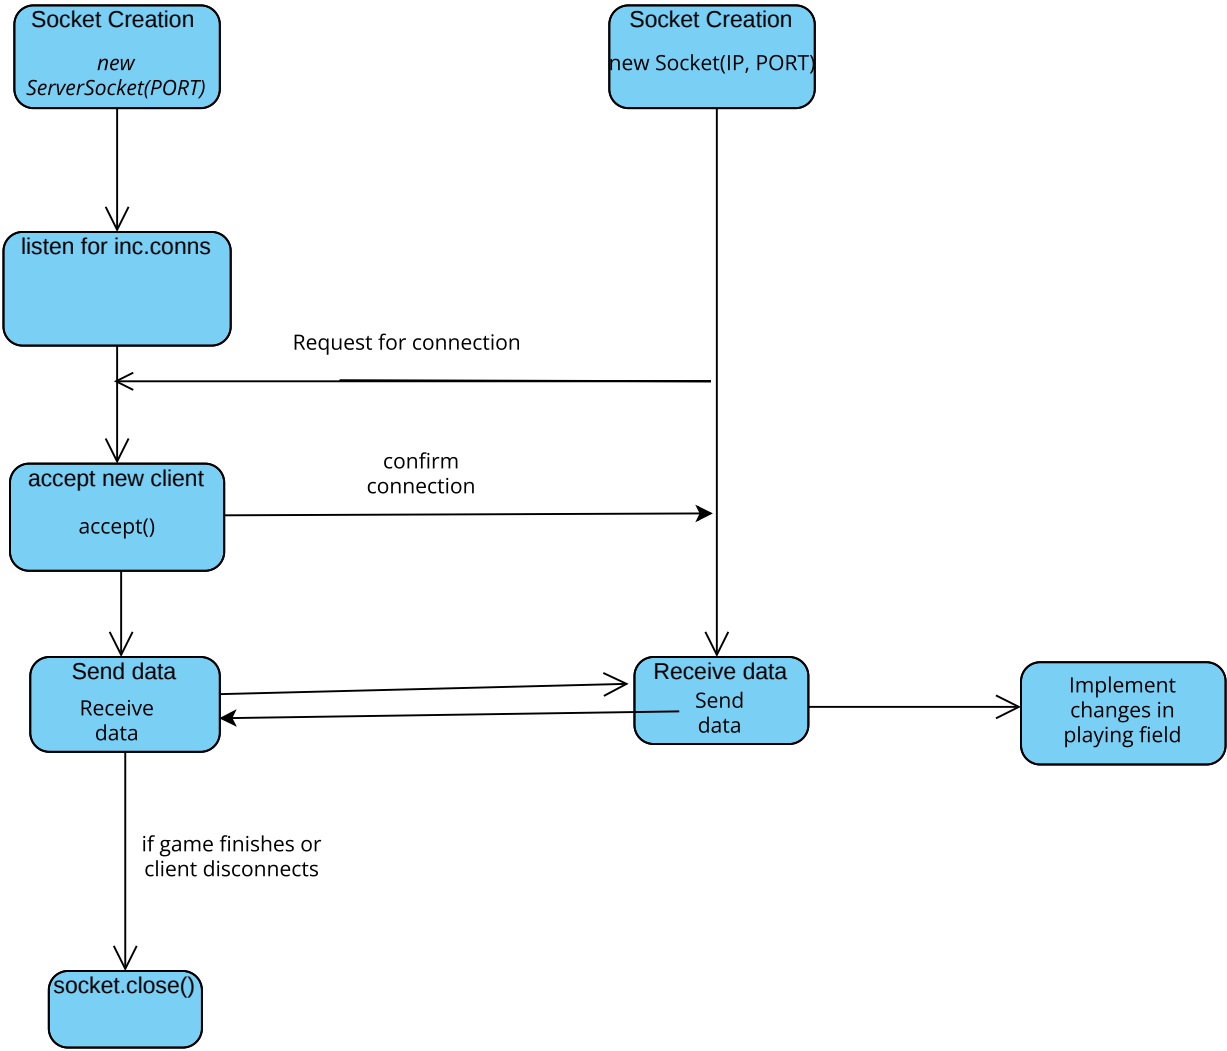 Socket Creation
new
ServerSocket(PORT)
Socket Creation
new Socket(IP, PORT)
listen for inc.conns
Request for connection
accept new client
accept()
confirm
connection
Send data
Receive
data
Receive data
Send
data
Implement
changes in
playing field
if game finishes or
client disconnects
socket.close()